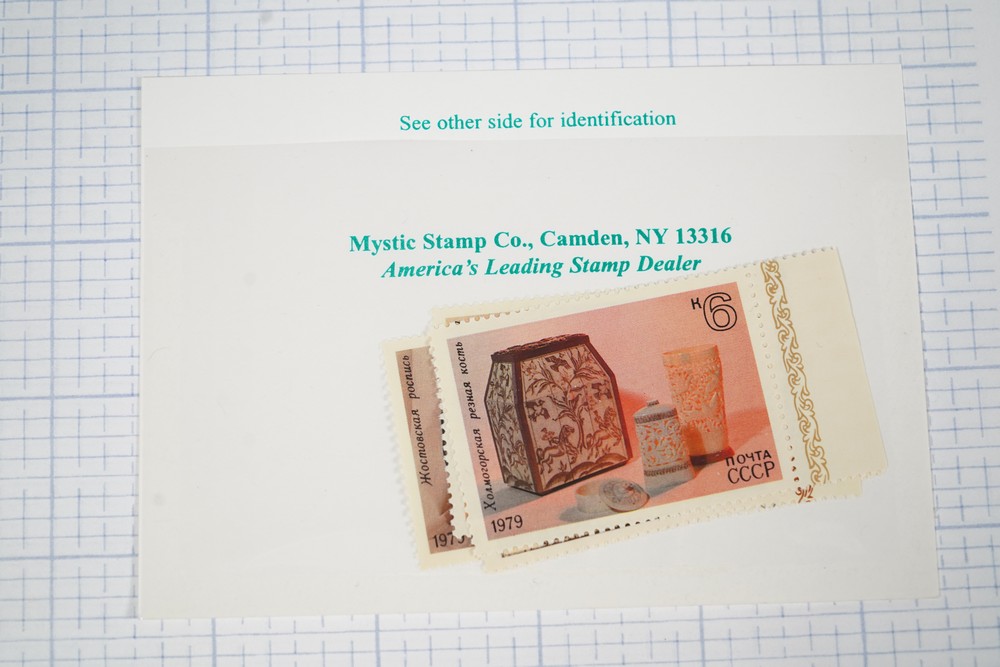 See other side for identification
Mystic Stamp Co., Camden, NY 13316
America's Leading Stamp Dealer
к6
Холмогорская резная кость
Жостовская роспись
ПОЧТА
СССР
1979
197